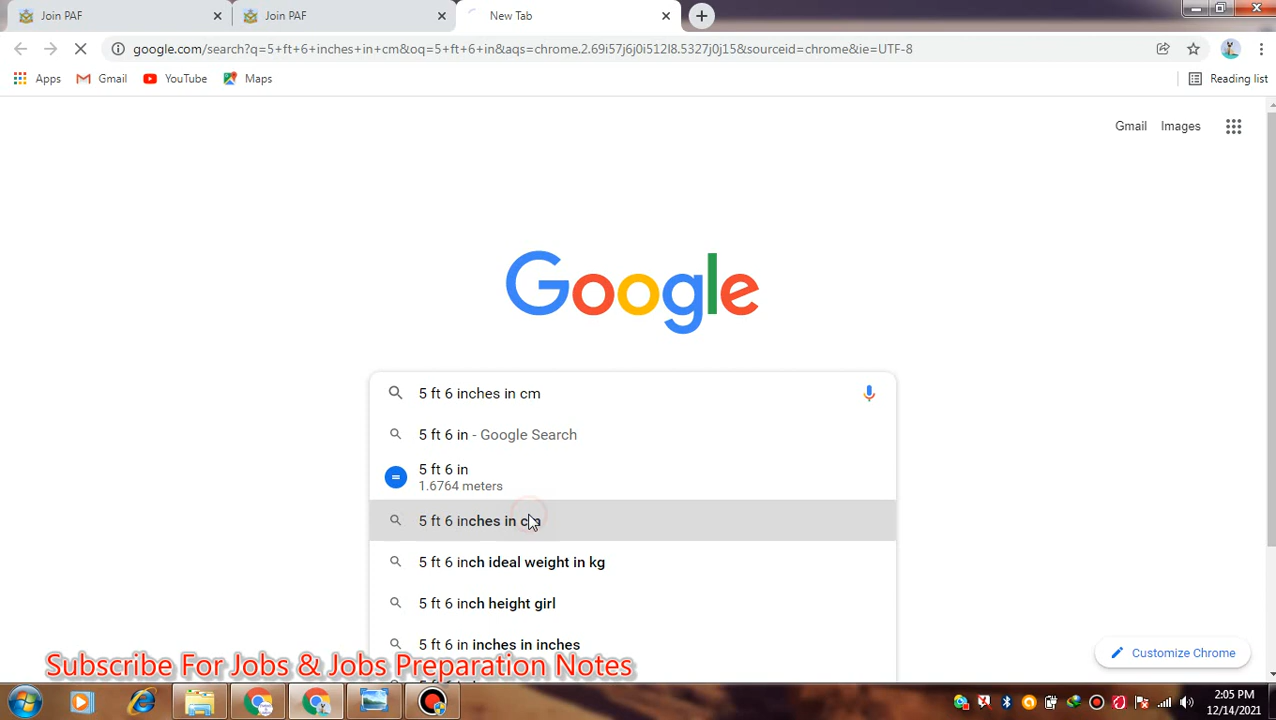 Join PAF
Join PAF
New Tab
google.com/search?q=5+ft+6+inches+in+cm&oq=5+ft+6+in&aqs=chrome.2.69i57j6j0i512l8.5327j0j15&sourceid=chrome&ie=UTF-8
Apps
Gmail
YouTube
Maps
Reading list
Gmail
Images
Google
5 ft 6 inches in cm
5 ft 6 in - Google Search
5 ft 6 in
1.6764 meters
5 ft 6 inches in cm
5 ft 6 inch ideal weight in kg
5 ft 6 inch height girl
5 ft 6 in inches in inches
Customize Chrome
Subscribe For Jobs & Jobs Preparation Notes
2:05 PM
12/14/2021